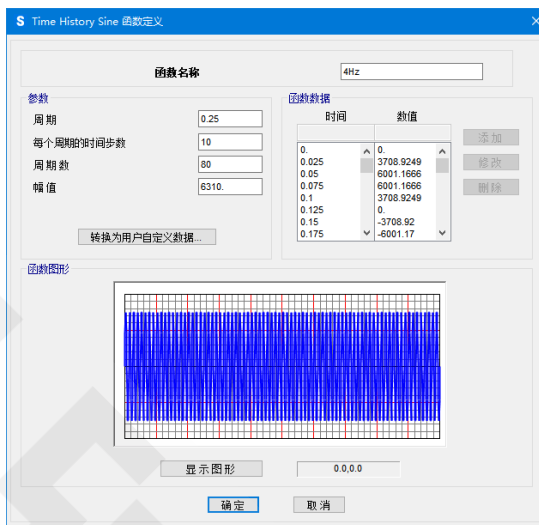 S Time History Sine 函数定义
函数名称 4Hz
参数
周期 0.25
每个周期的时间步数 10
周期数 80
幅值 6310.
转换为用户自定义数据...
函数数据
时间 数值
0. 0.
0.025 3708.9249
0.05 6001.1666
0.075 6001.1666
0.1 3708.9249
0.125 0.
0.15 -3708.92
0.175 -6001.17
添加
修改
删除
函数图形
显示图形 0.0,0.0
确定 取消